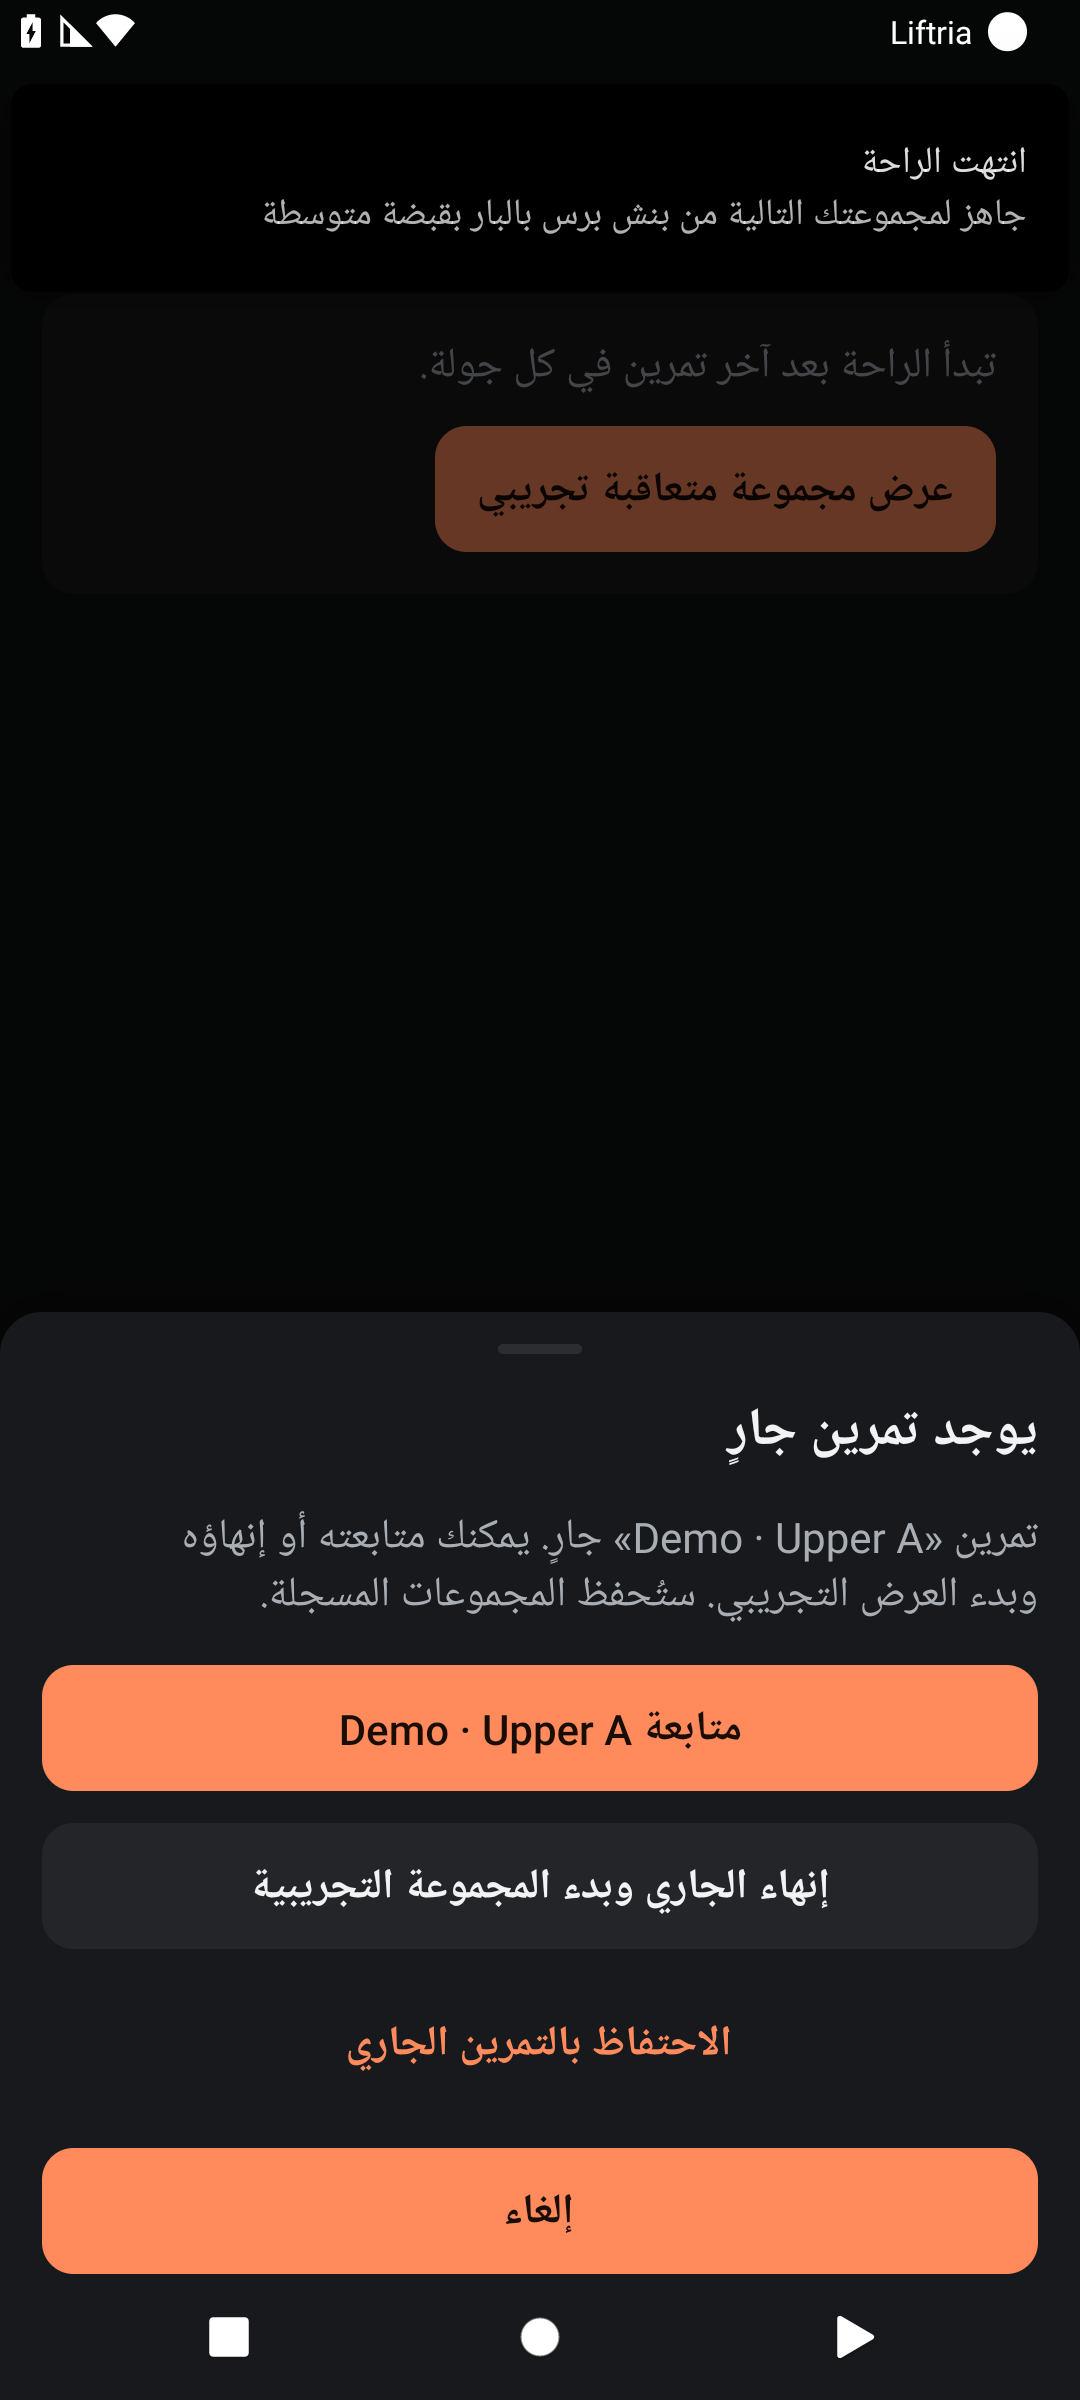 Liftria
انتهت الراحة
جاهز لمجموعتك التالية من بنش برس بالبار بقبضة متوسطة
تبدأ الراحة بعد آخر تمرين في كل جولة.
عرض مجموعة متعاقبة تجريبي
يوجد تمرين جارٍ
تمرين «Demo · Upper A» جارٍ. يمكنك متابعته أو إنهاؤه
وبدء العرض التجريبي. ستُحفظ المجموعات المسجلة.
متابعة Demo · Upper A
إنهاء الجاري وبدء المجموعة التجريبية
الاحتفاظ بالتمرين الجاري
إلغاء